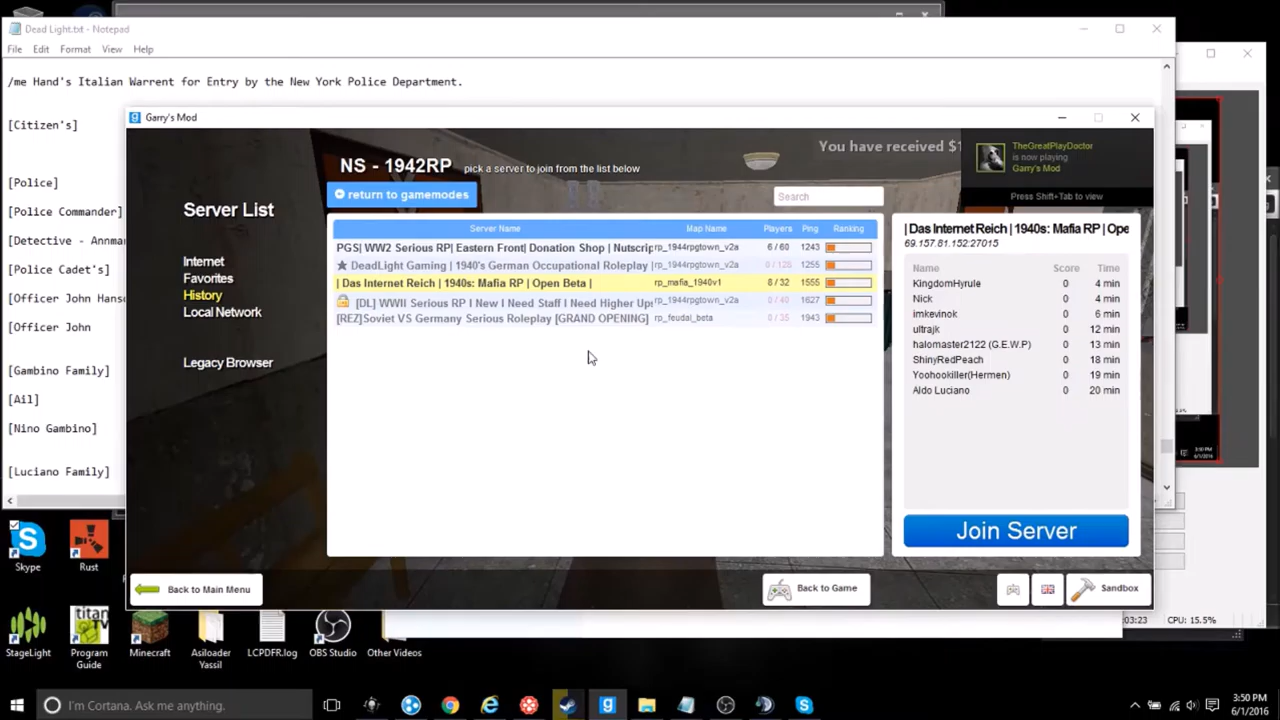 Dead Light.txt - Notepad
File Edit Format View Help
/me Hand's Italian Warrent for Entry by the New York Police Department.
[Citizen's]
[Police]
[Police Commander]
[Detective - Annmar
[Police Cadet's]
[Officer John Hanso
[Officer John
[Gambino Family]
[Ail]
[Nino Gambino]
[Luciano Family]
Garry's Mod
NS - 1942RP pick a server to join from the list below
You have received $1
TheGreatPlayDoctor
is now playing
Garry's Mod
Press Shift+Tab to view
return to gamemodes
Search
Server List
Internet
Favorites
History
Local Network
Legacy Browser
Server Name Map Name Players Ping Ranking
PGS| WW2 Serious RP| Eastern Front| Donation Shop | Nutscrip rp_1944rpgtown_v2a 6 / 60 1243
DeadLight Gaming | 1940's German Occupational Roleplay | rp_1944rpgtown_v2a 0 / 128 1255
| Das Internet Reich | 1940s: Mafia RP | Open Beta | rp_mafia_1940v1 8 / 32 1555
[DL] WWII Serious RP I New I Need Staff I Need Higher Ups rp_1944rpgtown_v2a 0 / 40 1627
[REZ]Soviet VS Germany Serious Roleplay [GRAND OPENING] rp_feudal_beta 0 / 35 1943
| Das Internet Reich | 1940s: Mafia RP | Ope
69.157.81.152:27015
Name Score Time
KingdomHyrule 0 4 min
Nick 0 4 min
imkevinok 0 6 min
ultrajk 0 12 min
halomaster2122 (G.E.W.P) 0 13 min
ShinyRedPeach 0 18 min
Yoohookiller(Hermen) 0 19 min
Aldo Luciano 0 20 min
Join Server
Back to Main Menu
Back to Game
Sandbox
:03:23 CPU: 15.5%
Skype
Rust
StageLight
titan
Program Guide
Minecraft
Asiloader Yassil
LCPDFR.log
OBS Studio
Other Videos
I'm Cortana. Ask me anything.
3:50 PM
6/1/2016